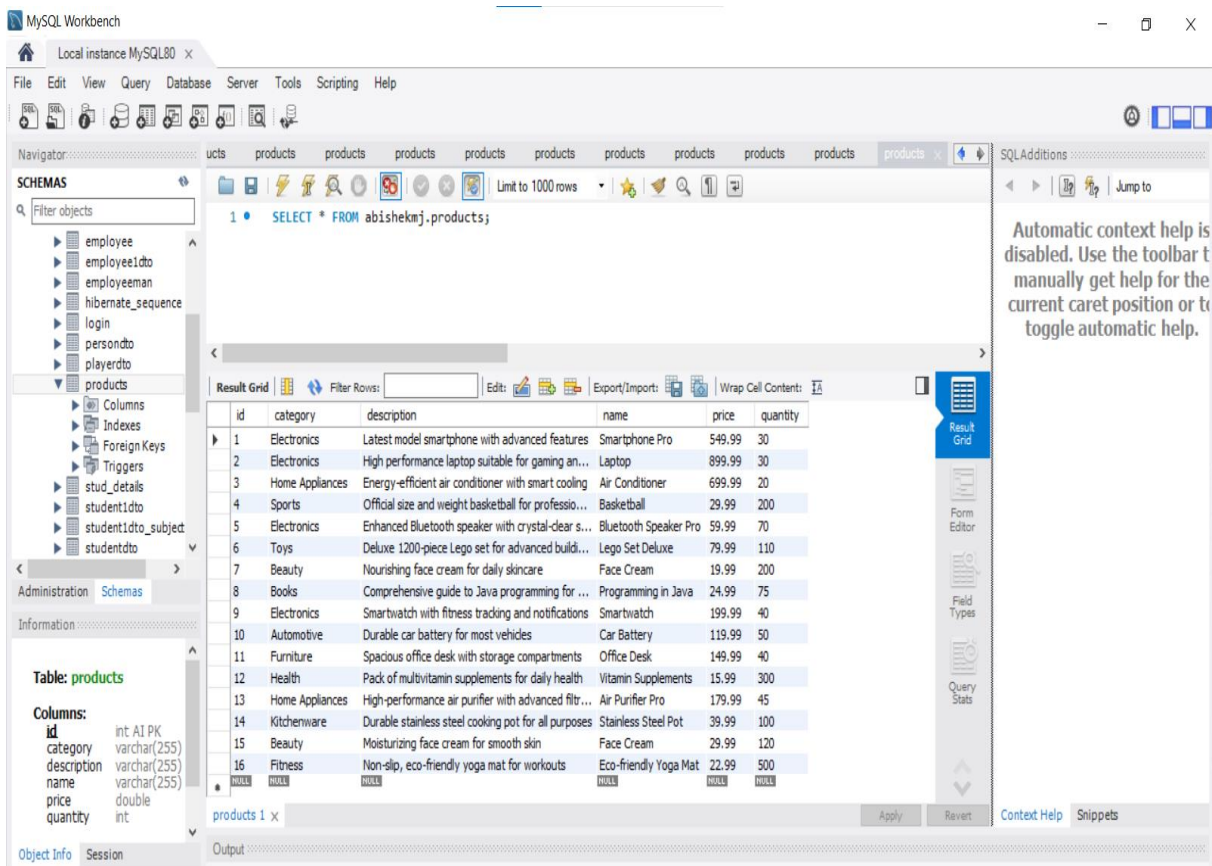 MySQL Workbench
Local instance MySQL80
File Edit View Query Database Server Tools Scripting Help
Navigator
SCHEMAS
Filter objects
employee
employee1dto
employeeman
hibernate_sequence
login
persondto
playerdto
products
Columns
Indexes
Foreign Keys
Triggers
stud_details
student1dto
student1dto_subject
studentdto
Administration Schemas
Information
Table: products
Columns:
id int AI PK
category varchar(255)
description varchar(255)
name varchar(255)
price double
quantity int
Object Info Session
ucts products products products products products products products products products products
Limit to 1000 rows
1 SELECT * FROM abishekmj.products;
Result Grid Filter Rows: Edit: Export/Import: Wrap Cell Content:
id category description name price quantity
1 Electronics Latest model smartphone with advanced features Smartphone Pro 549.99 30
2 Electronics High performance laptop suitable for gaming an... Laptop 899.99 30
3 Home Appliances Energy-efficient air conditioner with smart cooling Air Conditioner 699.99 20
4 Sports Official size and weight basketball for professio... Basketball 29.99 200
5 Electronics Enhanced Bluetooth speaker with crystal-clear s... Bluetooth Speaker Pro 59.99 70
6 Toys Deluxe 1200-piece Lego set for advanced buildi... Lego Set Deluxe 79.99 110
7 Beauty Nourishing face cream for daily skincare Face Cream 19.99 200
8 Books Comprehensive guide to Java programming for ... Programming in Java 24.99 75
9 Electronics Smartwatch with fitness tracking and notifications Smartwatch 199.99 40
10 Automotive Durable car battery for most vehicles Car Battery 119.99 50
11 Furniture Spacious office desk with storage compartments Office Desk 149.99 40
12 Health Pack of multivitamin supplements for daily health Vitamin Supplements 15.99 300
13 Home Appliances High-performance air purifier with advanced filtr... Air Purifier Pro 179.99 45
14 Kitchenware Durable stainless steel cooking pot for all purposes Stainless Steel Pot 39.99 100
15 Beauty Moisturizing face cream for smooth skin Face Cream 29.99 120
16 Fitness Non-slip, eco-friendly yoga mat for workouts Eco-friendly Yoga Mat 22.99 500
NULL NULL NULL NULL NULL NULL
products 1
Apply Revert
Output
Result
Grid
Form
Editor
Field
Types
Query
Stats
SQLAdditions
Jump to
Automatic context help is
disabled. Use the toolbar t
manually get help for the
current caret position or to
toggle automatic help.
Context Help Snippets